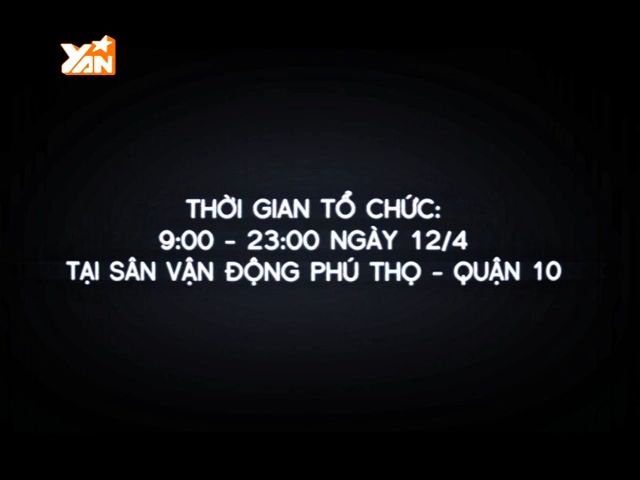 YAN
THỜI GIAN TỔ CHỨC:
9:00 - 23:00 NGÀY 12/4
TẠI SÂN VẬN ĐỘNG PHÚ THỌ - QUẬN 10